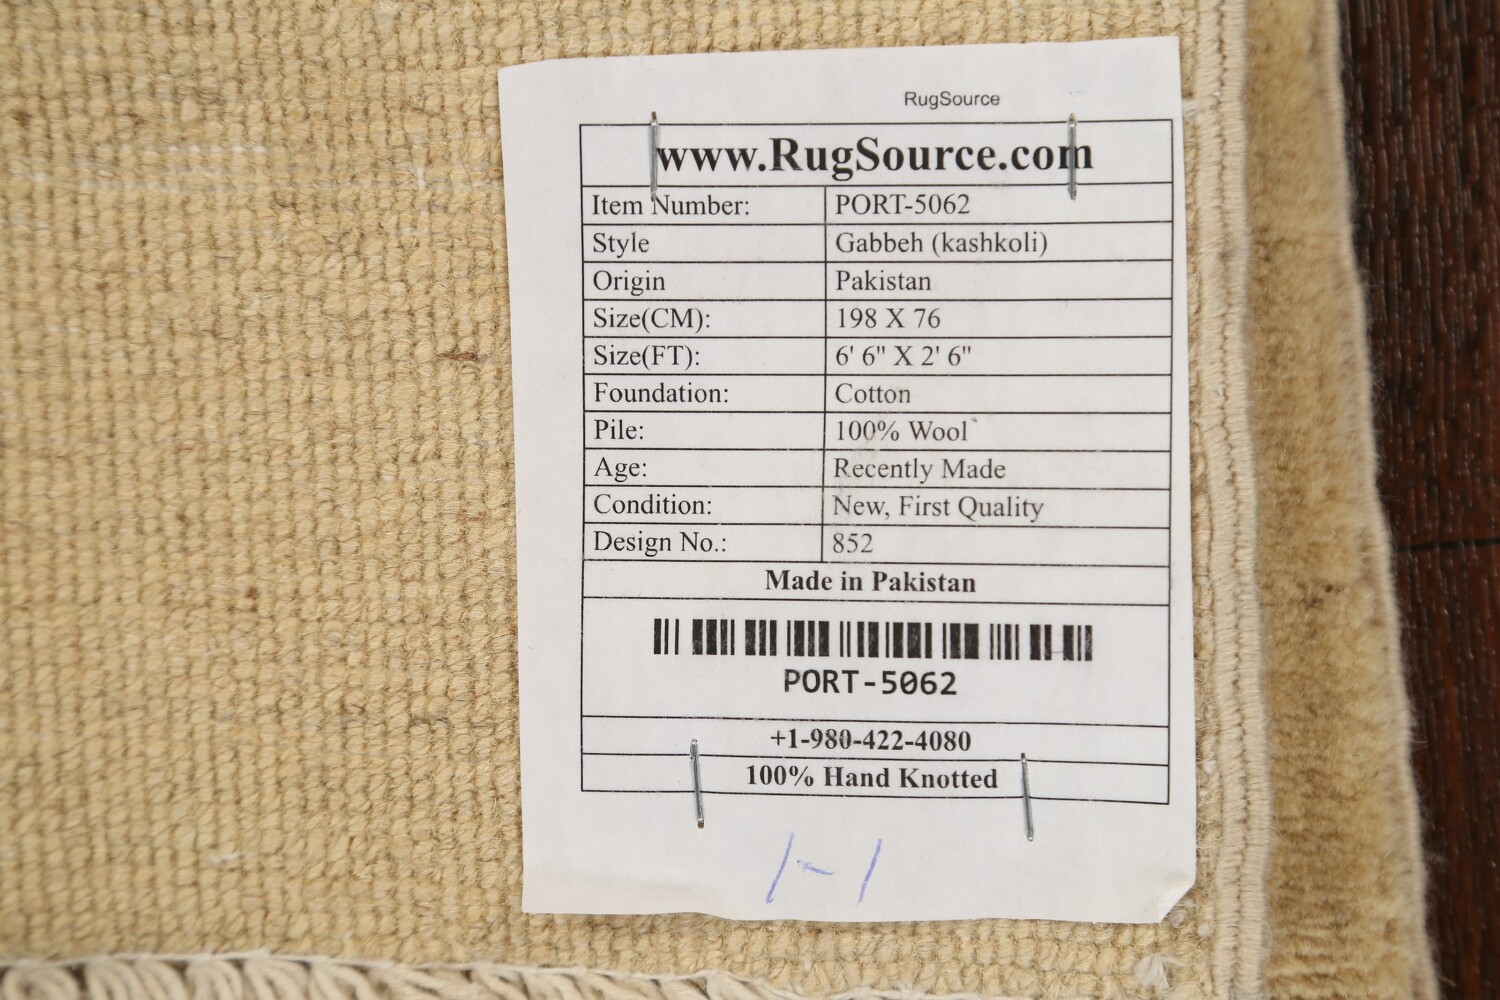 RugSource
www.RugSource.com
Item Number: PORT-5062
Style Gabbeh (kashkoli)
Origin Pakistan
Size(CM): 198 X 76
Size(FT): 6' 6" X 2' 6"
Foundation: Cotton
Pile: 100% Wool
Age: Recently Made
Condition: New, First Quality
Design No.: 852
Made in Pakistan
PORT-5062
+1-980-422-4080
100% Hand Knotted
1-1